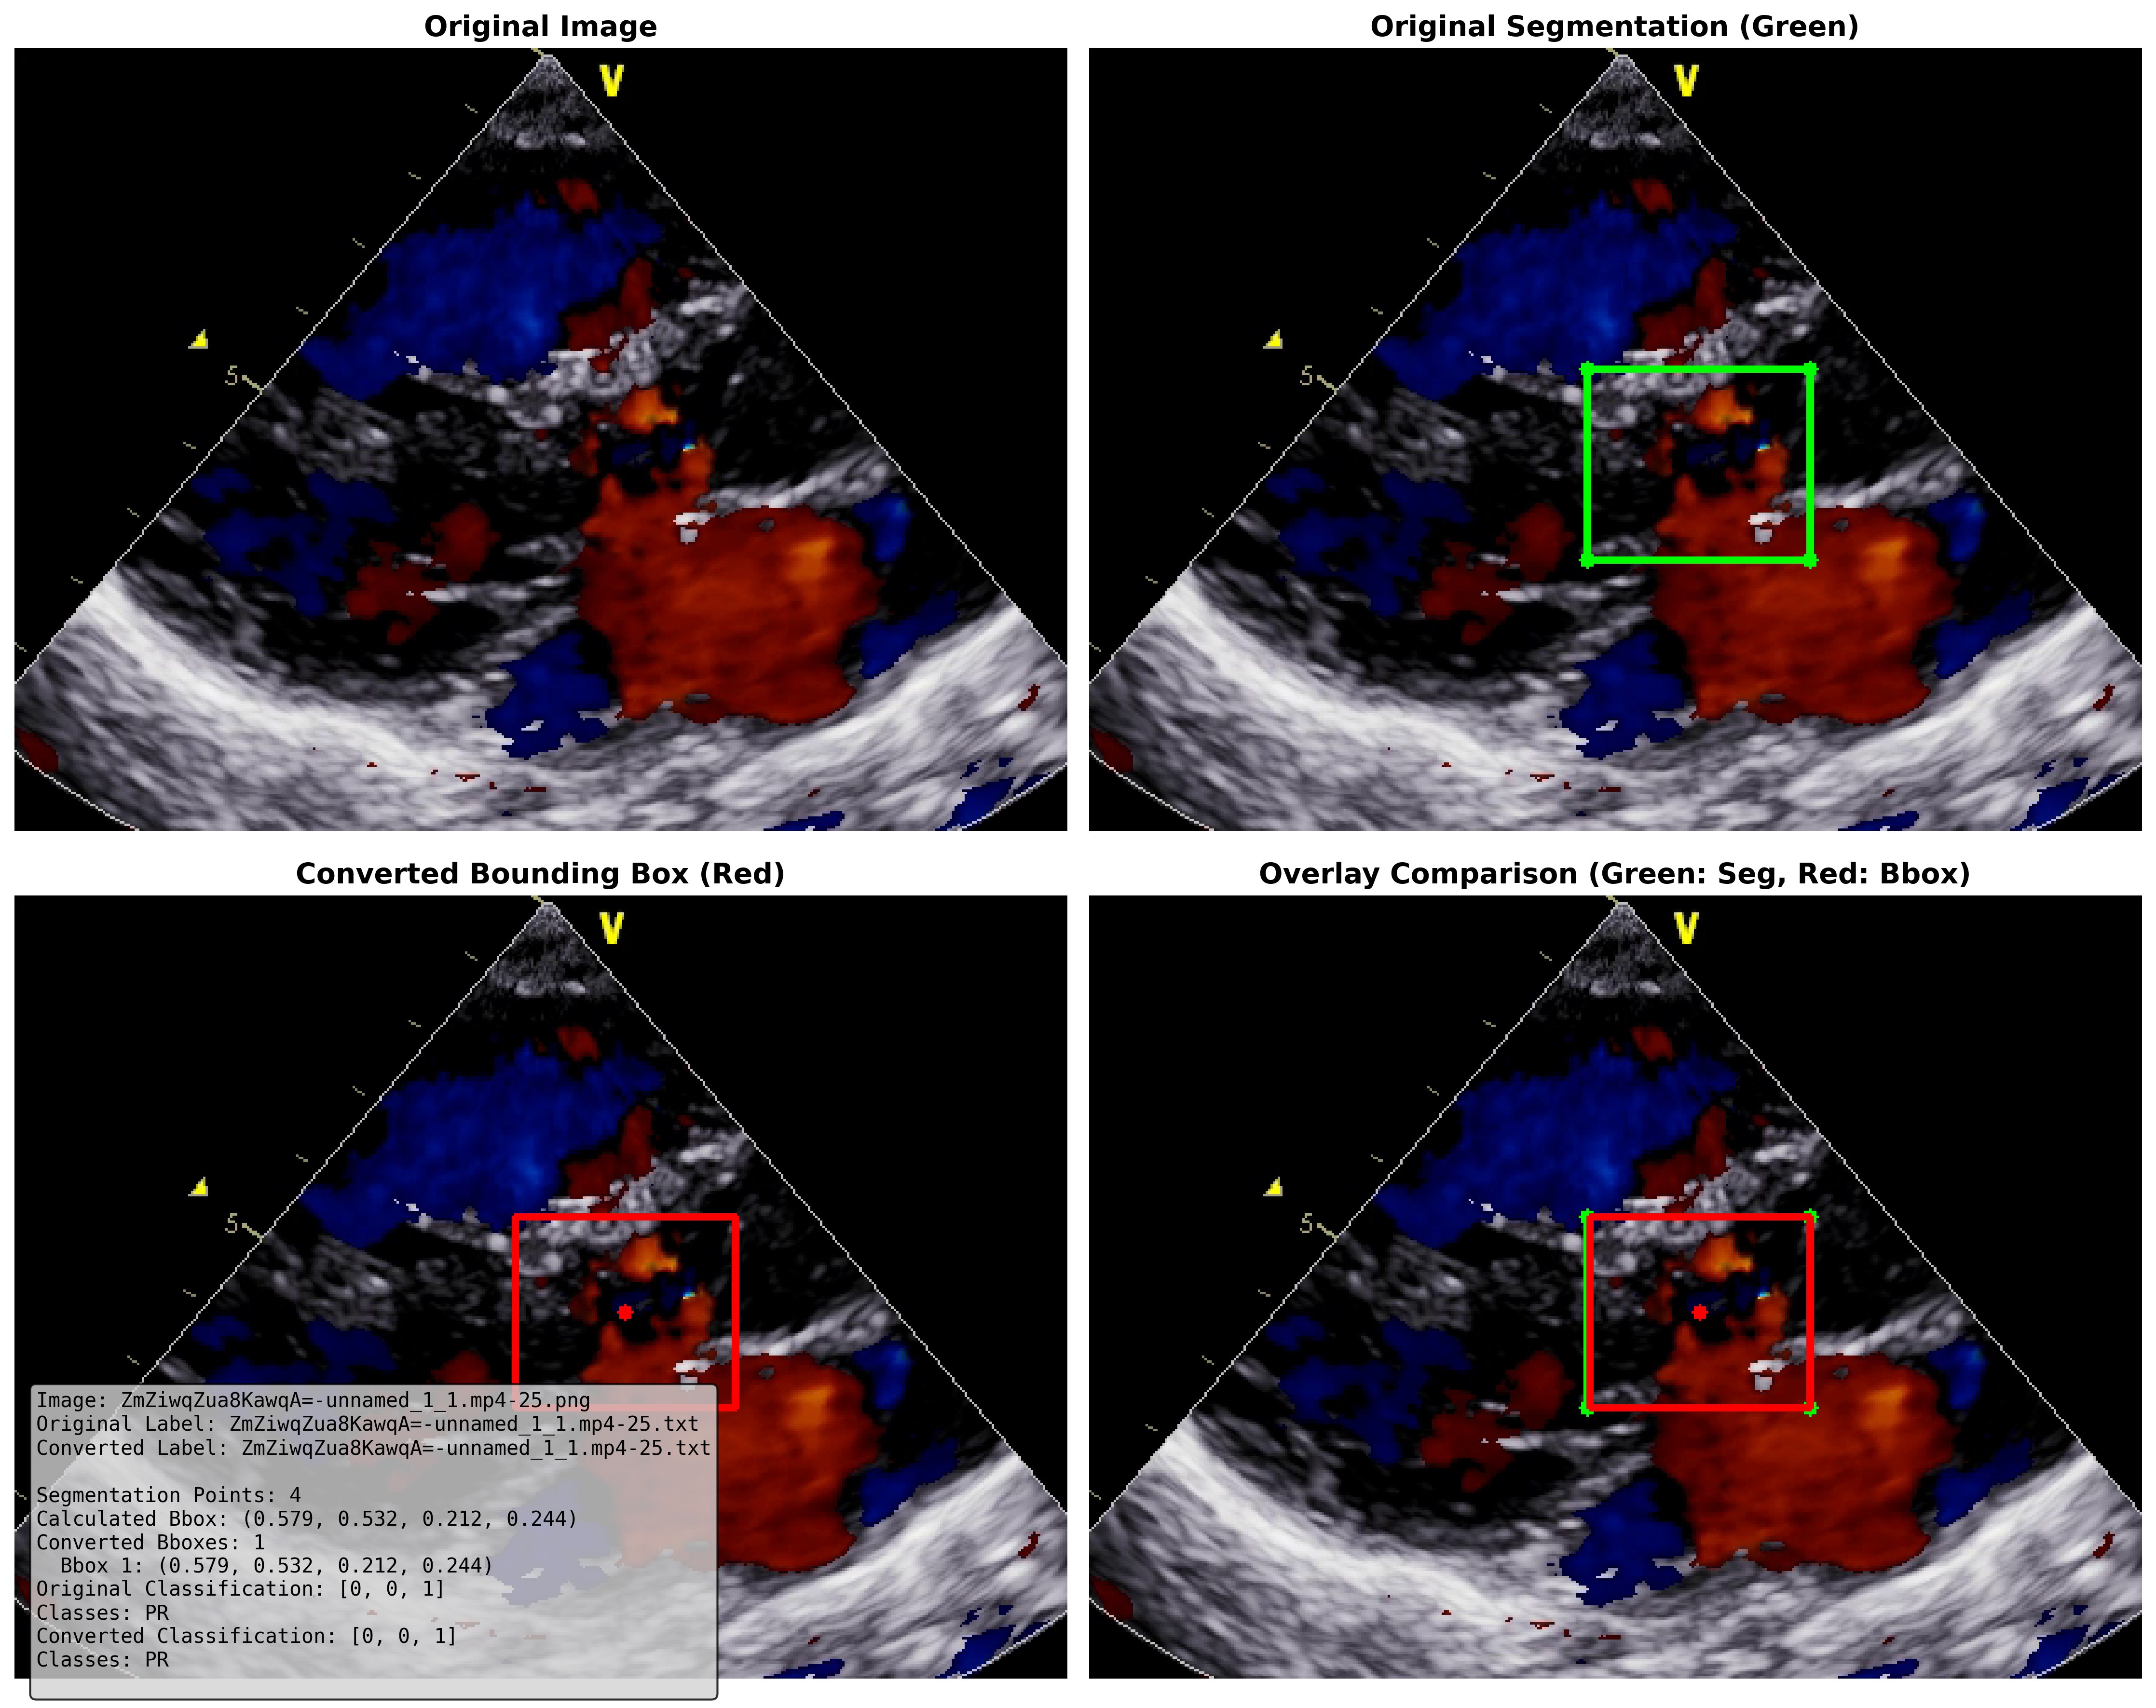 Original Image
Original Segmentation (Green)
V
V
5
5
Converted Bounding Box (Red)
Overlay Comparison (Green: Seg, Red: Bbox)
V
V
5
5
Image: ZmZiwqZua8KawqA=-unnamed_1_1.mp4-25.png
Original Label: ZmZiwqZua8KawqA=-unnamed_1_1.mp4-25.txt
Converted Label: ZmZiwqZua8KawqA=-unnamed_1_1.mp4-25.txt
Segmentation Points: 4
Calculated Bbox: (0.579, 0.532, 0.212, 0.244)
Converted Bboxes: 1
Bbox 1: (0.579, 0.532, 0.212, 0.244)
Original Classification: [0, 0, 1]
Classes: PR
Converted Classification: [0, 0, 1]
Classes: PR